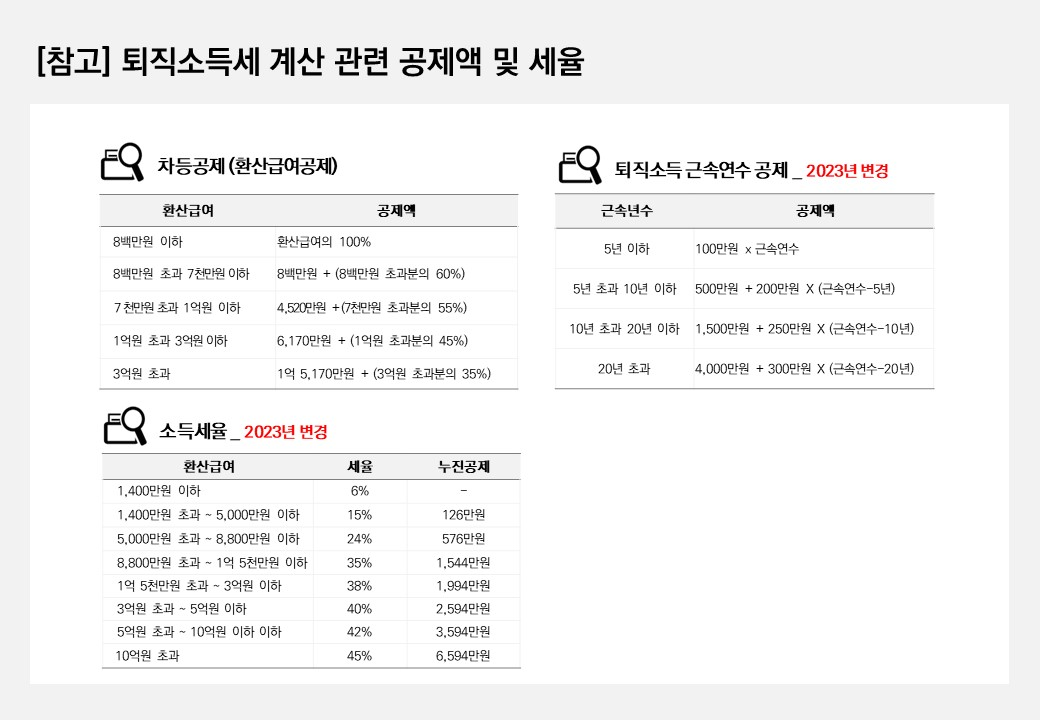 [참고] 퇴직소득세 계산 관련 공제액 및 세율
차등공제 (환산급여공제)
환산급여 공제액
8백만원 이하 환산급여의 100%
8백만원 초과 7천만원 이하 8백만원 + (8백만원 초과분의 60%)
7천만원 초과 1억원 이하 4,520만원 + (7천만원 초과분의 55%)
1억원 초과 3억원 이하 6,170만원 + (1억원 초과분의 45%)
3억원 초과 1억 5,170만원 + (3억원 초과분의 35%)
퇴직소득 근속연수 공제 _ 2023년 변경
근속년수 공제액
5년 이하 100만원 x 근속연수
5년 초과 10년 이하 500만원 + 200만원 X (근속연수-5년)
10년 초과 20년 이하 1,500만원 + 250만원 X (근속연수-10년)
20년 초과 4,000만원 + 300만원 X (근속연수-20년)
소득세율 _ 2023년 변경
환산급여 세율 누진공제
1,400만원 이하 6% -
1,400만원 초과 ~ 5,000만원 이하 15% 126만원
5,000만원 초과 ~ 8,800만원 이하 24% 576만원
8,800만원 초과 ~ 1억 5천만원 이하 35% 1,544만원
1억 5천만원 초과 ~ 3억원 이하 38% 1,994만원
3억원 초과 ~ 5억원 이하 40% 2,594만원
5억원 초과 ~ 10억원 이하 이하 42% 3,594만원
10억원 초과 45% 6,594만원